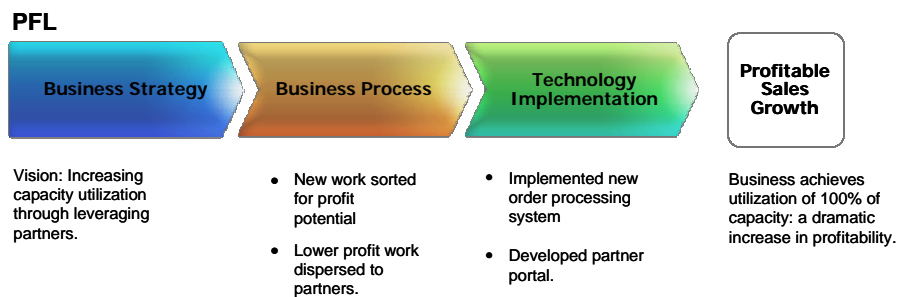 PFL
Business Strategy
Business Process
Technology
Implementation
Profitable
Sales
Growth
Vision: Increasing
capacity utilization
through leveraging
partners.
• New work sorted
for profit
potential
• Lower profit work
dispersed to
partners.
• Implemented new
order processing
system
• Developed partner
portal.
Business achieves
utilization of 100% of
capacity: a dramatic
increase in profitability.